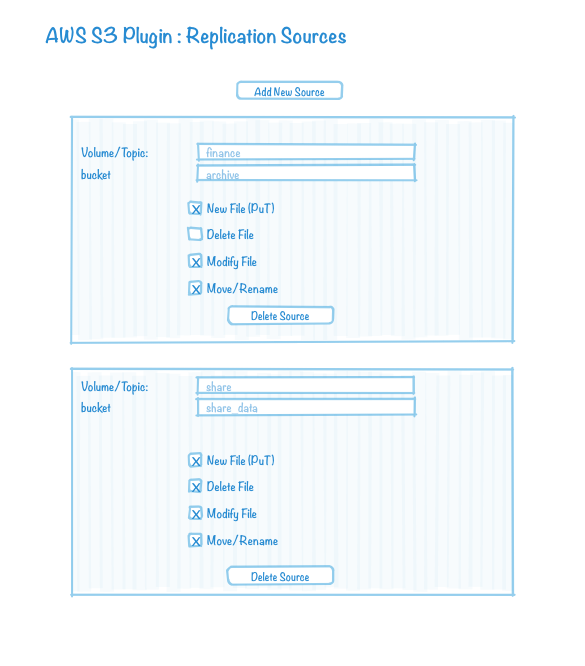 AWS S3 Plugin : Replication Sources
Add New Source
Volume/Topic: finance
bucket archive
X New File (PuT)
Delete File
X Modify File
X Move/Rename
Delete Source
Volume/Topic: share
bucket share_data
X New File (PuT)
X Delete File
X Modify File
X Move/Rename
Delete Source